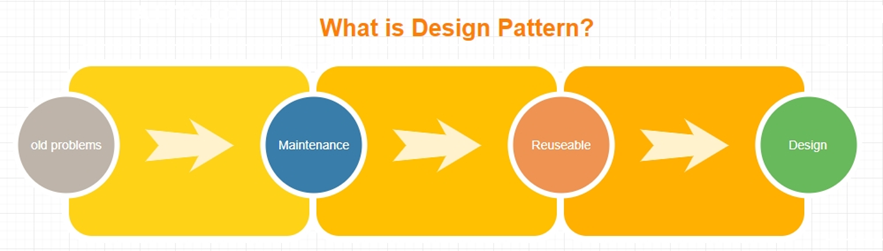 What is Design Pattern?
old problems
Maintenance
Reuseable
Design